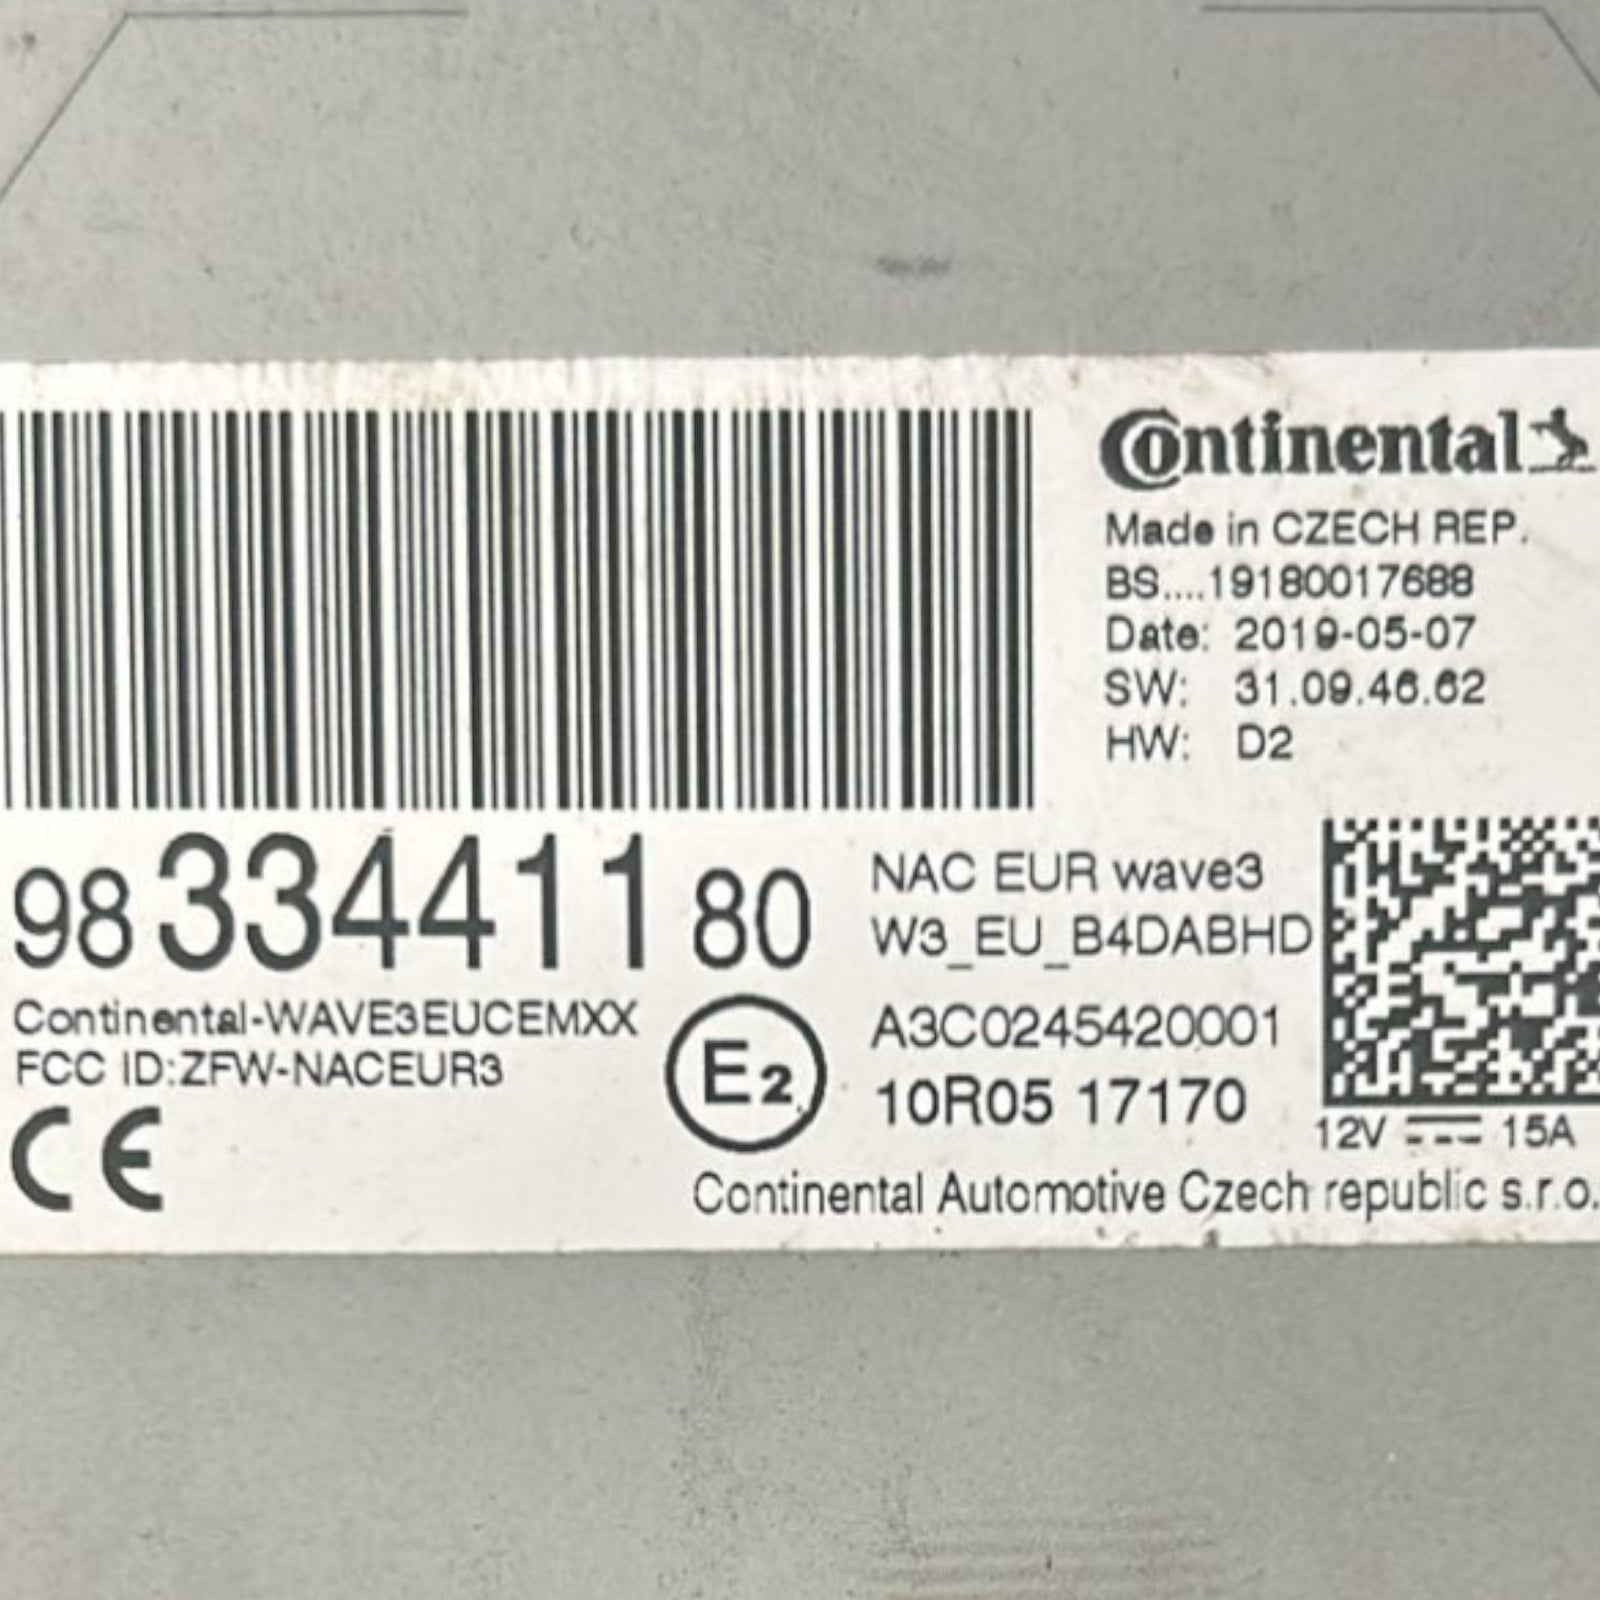 Continental
Made in CZECH REP.
BS....19180017688
Date: 2019-05-07
SW: 31.09.46.62
HW: D2
98 334411 80
NAC EUR wave3
W3_EU_B4DABHD
Continental-WAVE3EUCEMXX
FCC ID:ZFW-NACEUR3
CE
E2
A3C0245420001
10R05 17170
12V 15A
Continental Automotive Czech republic s.r.o.